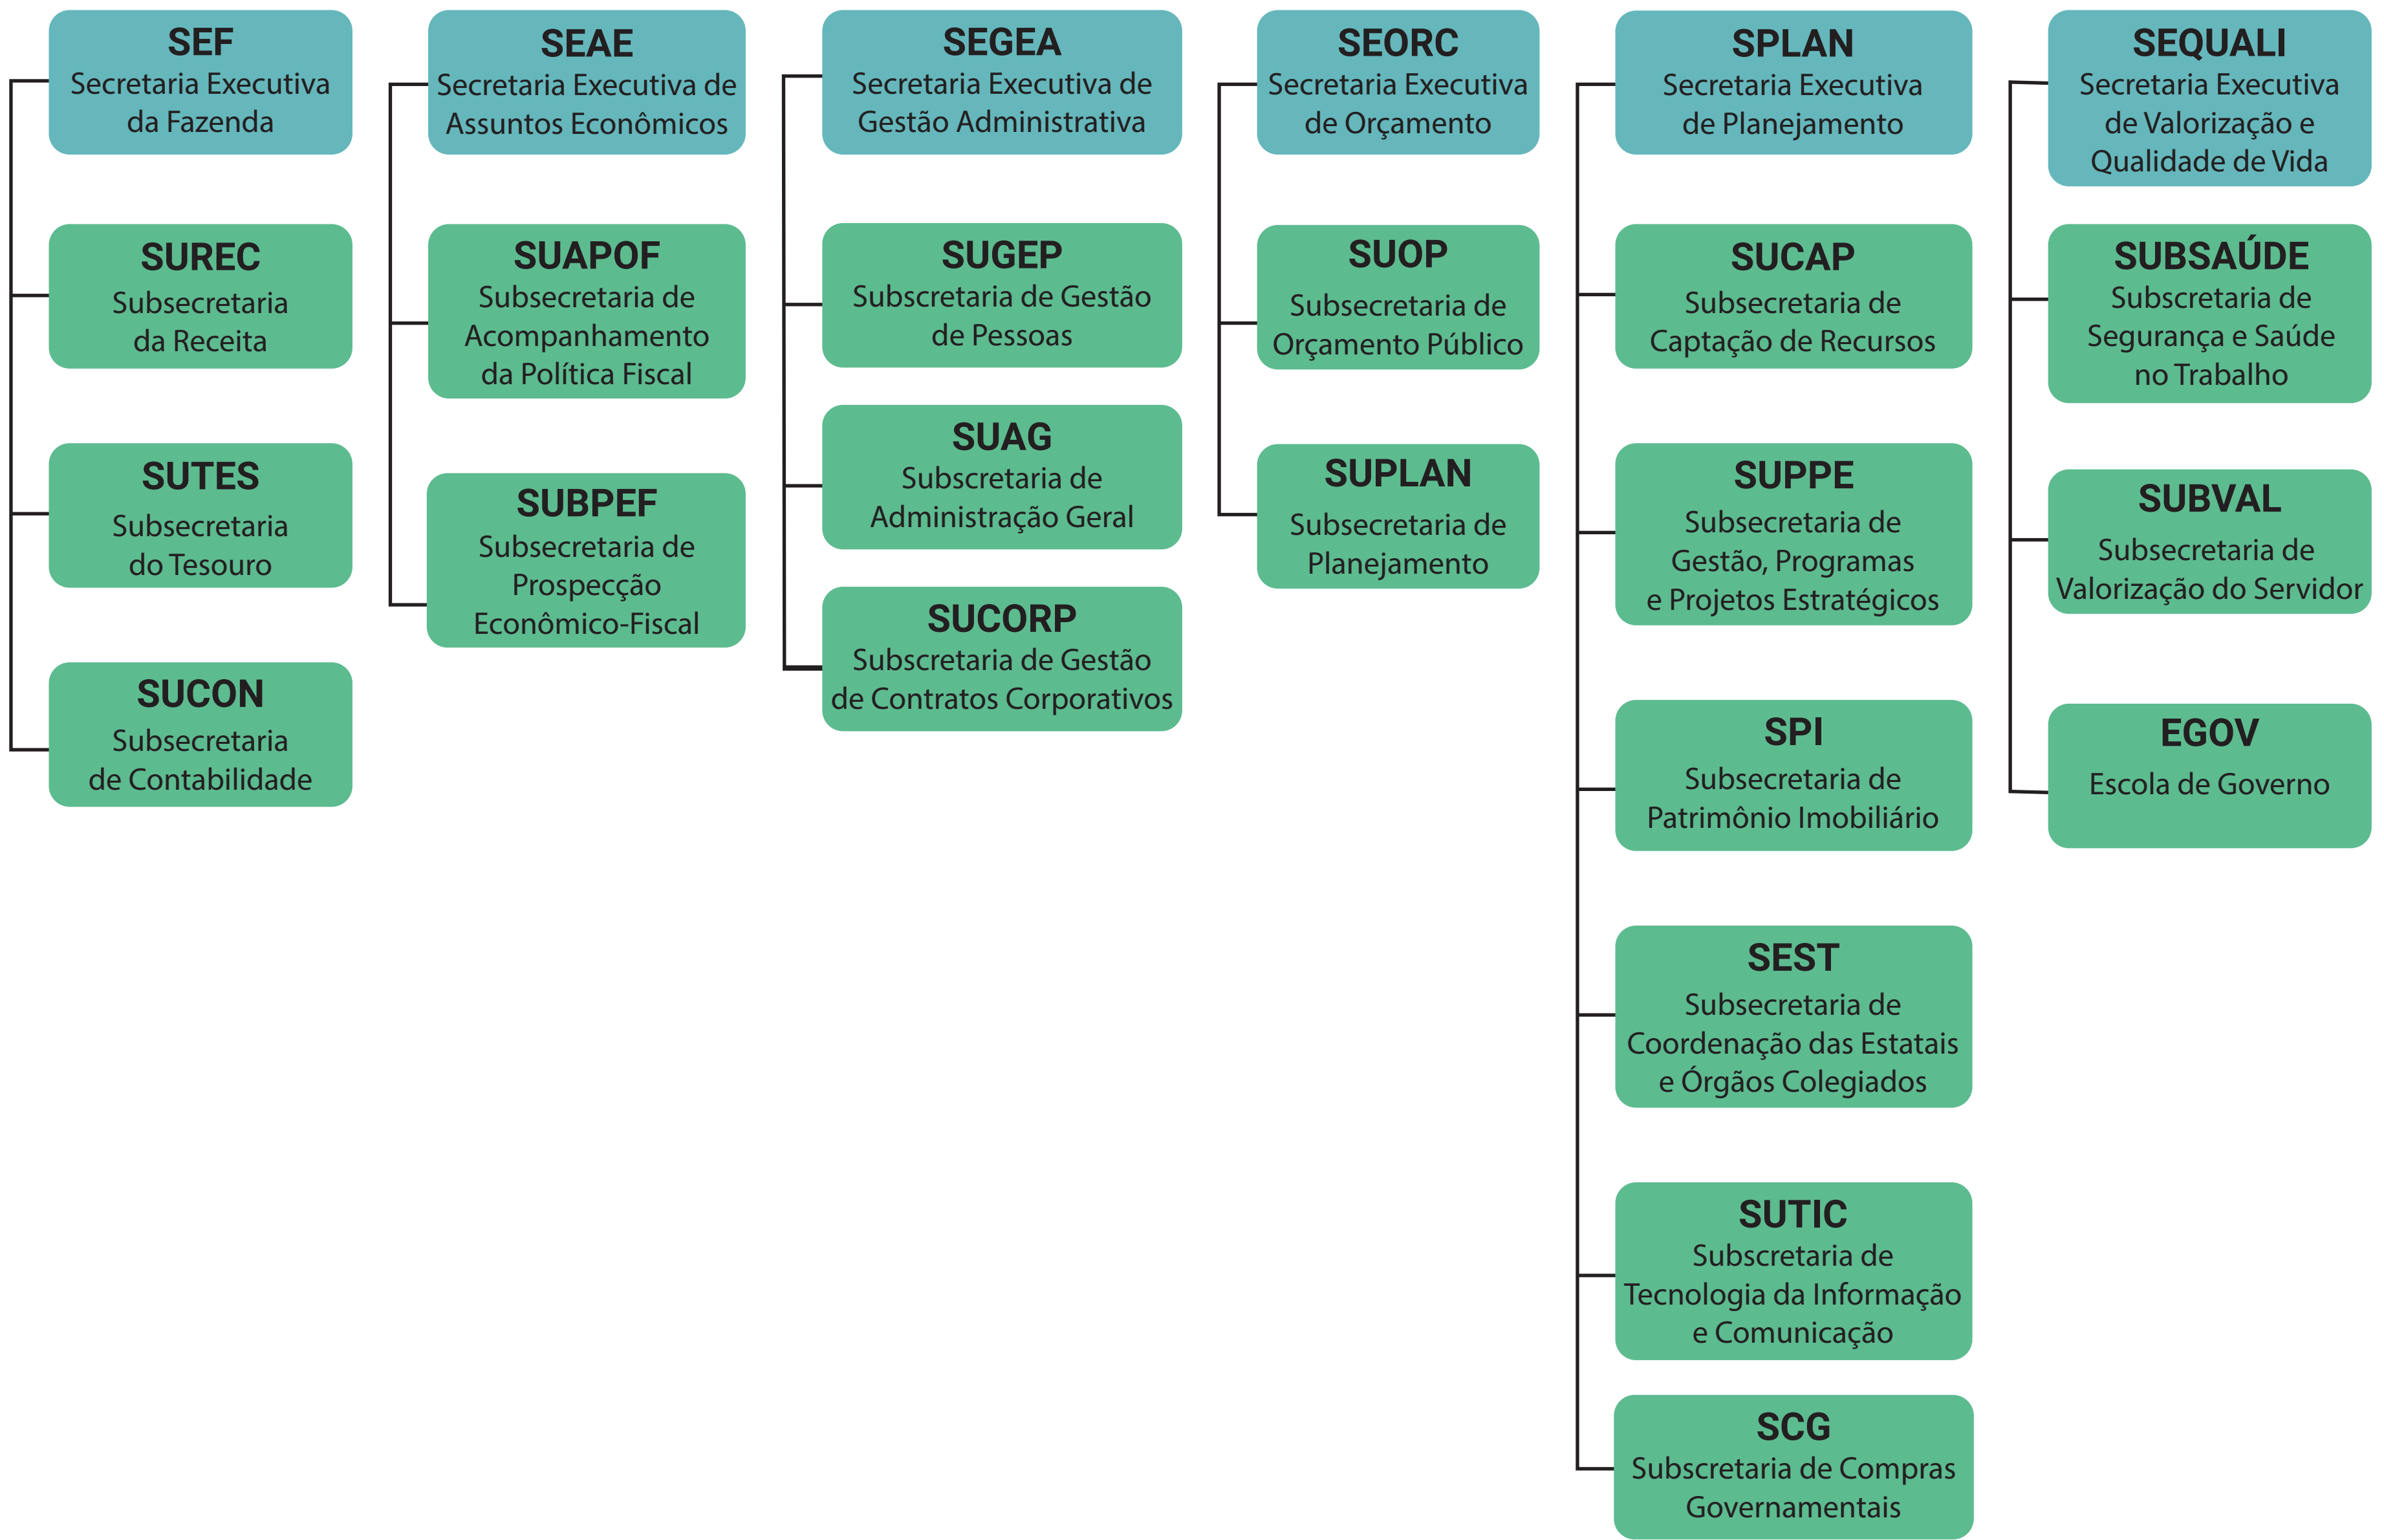 SEF
Secretaria Executiva
da Fazenda
SUREC
Subsecretaria
da Receita
SUTES
Subsecretaria
do Tesouro
SUCON
Subsecretaria
de Contabilidade
SEAE
Secretaria Executiva de
Assuntos Econômicos
SUAPOF
Subsecretaria de
Acompanhamento
da Política Fiscal
SUBPEF
Subsecretaria de
Prospecção
Econômico-Fiscal
SEGEA
Secretaria Executiva de
Gestão Administrativa
SUGEP
Subscretaria de Gestão
de Pessoas
SUAG
Subscretaria de
Administração Geral
SUCORP
Subscretaria de Gestão
de Contratos Corporativos
SEORC
Secretaria Executiva
de Orçamento
SUOP
Subsecretaria de
Orçamento Público
SUPLAN
Subsecretaria de
Planejamento
SPLAN
Secretaria Executiva
de Planejamento
SUCAP
Subsecretaria de
Captação de Recursos
SUPPE
Subsecretaria de
Gestão, Programas
e Projetos Estratégicos
SPI
Subsecretaria de
Patrimônio Imobiliário
SEST
Subsecretaria de
Coordenação das Estatais
e Órgãos Colegiados
SUTIC
Subscretaria de
Tecnologia da Informação
e Comunicação
SCG
Subscretaria de Compras
Governamentais
SEQUALI
Secretaria Executiva
de Valorização e
Qualidade de Vida
SUBSAÚDE
Subscretaria de
Segurança e Saúde
no Trabalho
SUBVAL
Subsecretaria de
Valorização do Servidor
EGOV
Escola de Governo